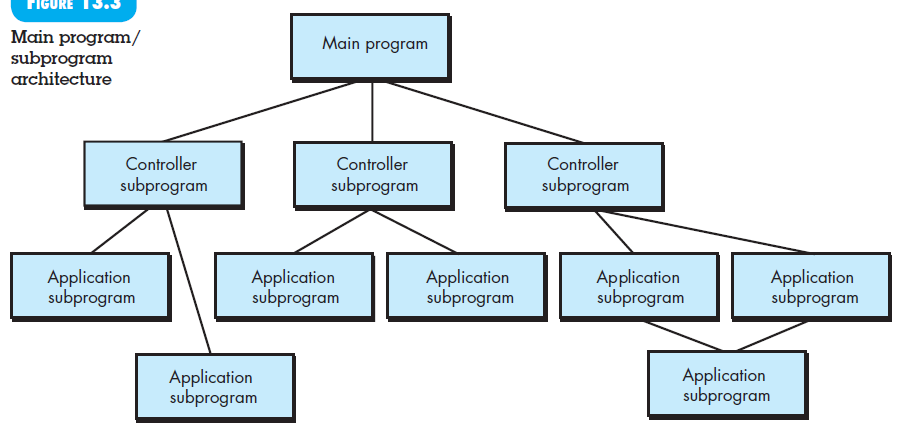 FIGURE 13.3
Main program/
subprogram
architecture
Main program
Controller
subprogram
Controller
subprogram
Controller
subprogram
Application
subprogram
Application
subprogram
Application
subprogram
Application
subprogram
Application
subprogram
Application
subprogram
Application
subprogram